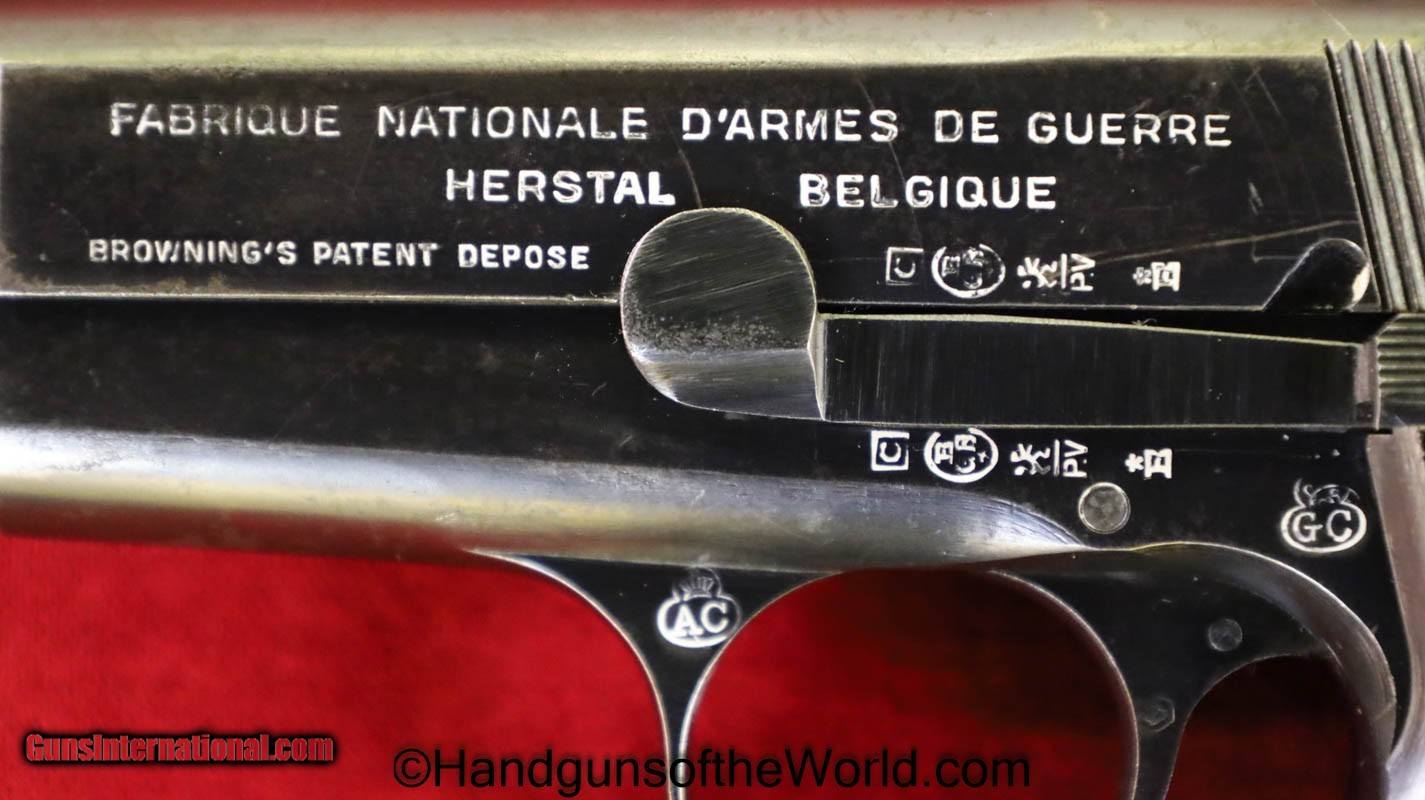 FABRIQUE NATIONALE D'ARMES DE GUERRE
HERSTAL BELGIQUE
BROWNING'S PATENT DEPOSE
C PV
C PV
GC
AC
GunsInternational.com
©HandgunsoftheWorld.com